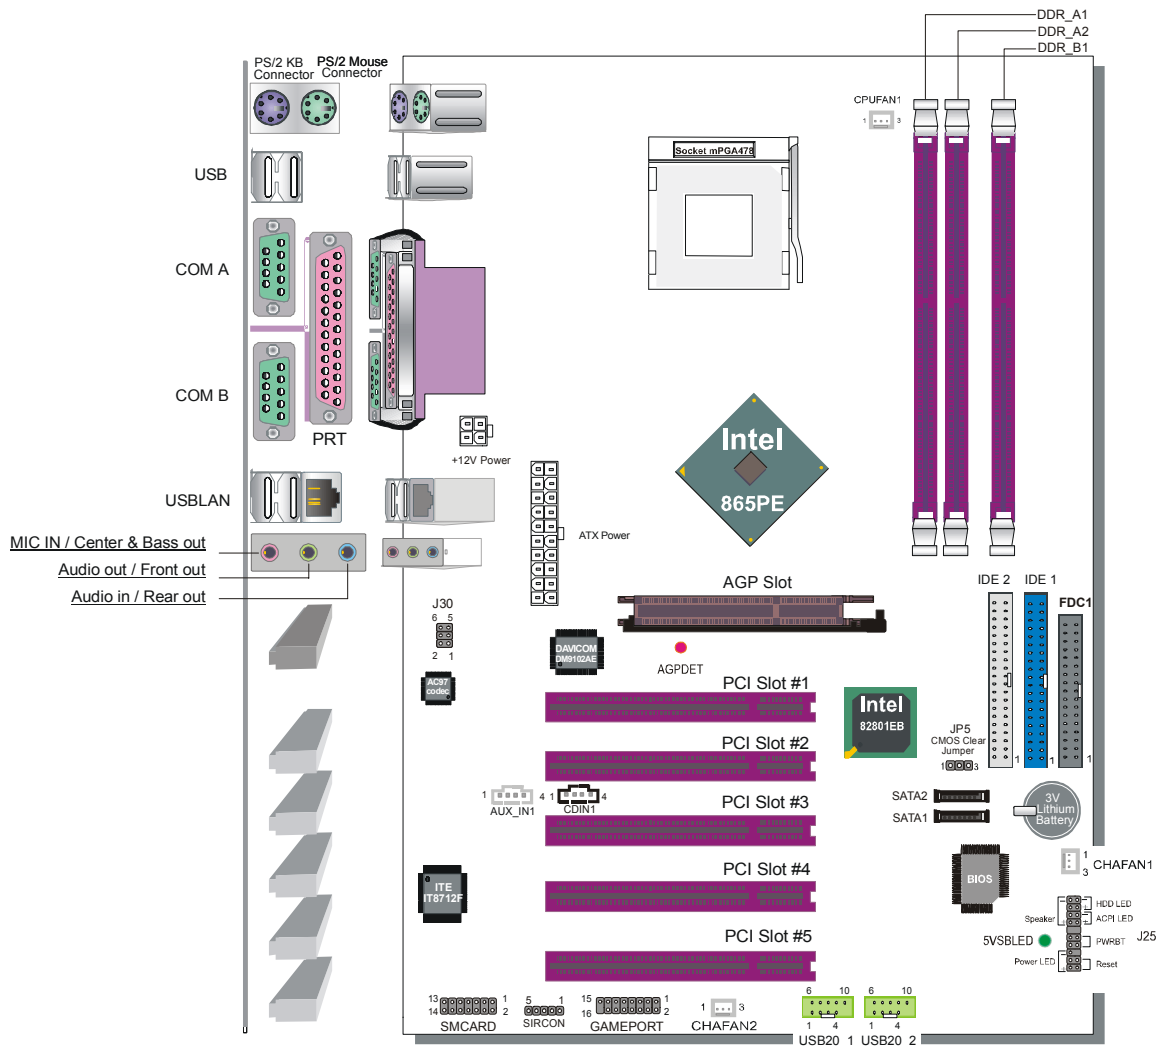 DDR_A1
DDR_A2
DDR_B1
PS/2 KB
Connector
PS/2 Mouse
Connector
CPUFAN1
1 3
Socket mPGA478
USB
COM A
COM B
PRT
+12V Power
Intel
865PE
USBLAN
ATX Power
MIC IN / Center & Bass out
Audio out / Front out
Audio in / Rear out
AGP Slot
IDE 2
IDE 1
FDC1
J30
6 5
2 1
DAVICOM
DM9102AE
AGPDET
AC97
codec
PCI Slot #1
Intel
82801EB
JP5
CMOS Clear
Jumper
1 3
1
1
1
PCI Slot #2
1 4
AUX_IN1
1 4
CDIN1
PCI Slot #3
SATA2
SATA1
3V
Lithium
Battery
PCI Slot #4
ITE
IT8712F
BIOS
1
3
CHAFAN1
HDD LED
Speaker
ACPI LED
J25
5VSBLED
PWRBT
Power LED
Reset
PCI Slot #5
13 1
14 2
SMCARD
5 1
SIRCON
15 1
16 2
GAMEPORT
1 3
CHAFAN2
6 10
1 4
USB20_1
6 10
1 4
USB20_2